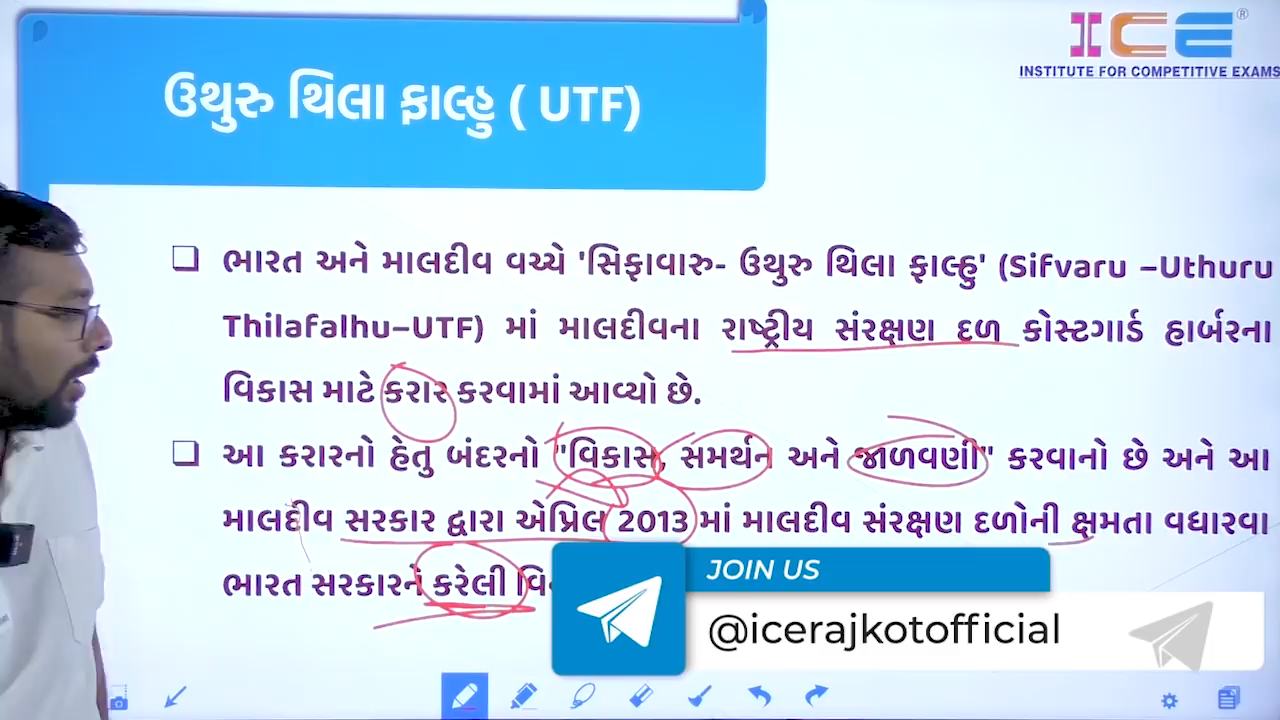 ICE®
INSTITUTE FOR COMPETITIVE EXAMS
ઉથુરુ થિલા ફાલ્હુ ( UTF)
❑ ભારત અને માલદીવ વચ્ચે 'સિફાવારુ- ઉથુરુ થિલા ફાલ્હુ' (Sifvaru –Uthuru
Thilafalhu–UTF) માં માલદીવના રાષ્ટ્રીય સંરક્ષણ દળ કોસ્ટગાર્ડ હાર્બરના
વિકાસ માટે કરાર કરવામાં આવ્યો છે.
❑ આ કરારનો હેતુ બંદરનો "વિકાસ, સમર્થન અને જાળવણી" કરવાનો છે અને આ
માલદીવ સરકાર દ્વારા એપ્રિલ 2013 માં માલદીવ સંરક્ષણ દળોની ક્ષમતા વધારવા
ભારત સરકારને કરેલી
JOIN US
@icerajkotofficial